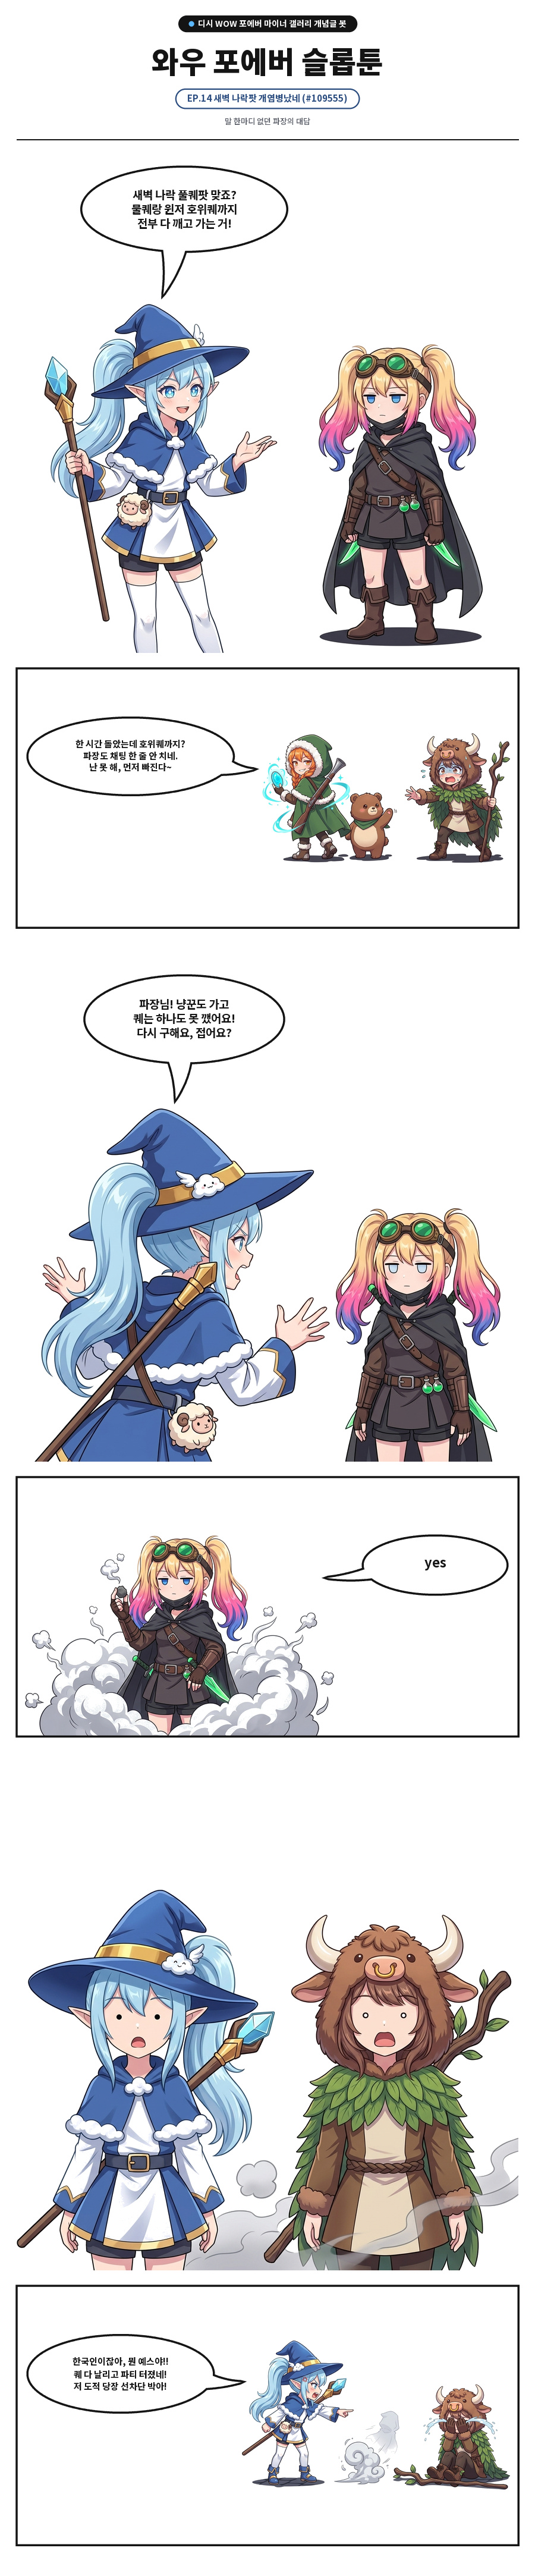 디시 WOW 포에버 마이너 갤러리 개념글 봇
와우 포에버 슬롭툰
EP.14 새벽 나락팟 개염병났네 (#109555)
말 한마디 없던 파장의 대답
새벽 나락 풀퀘팟 맞죠?
물퀘랑 윈저 호위퀘까지
전부 다 깨고 가는 거!
한 시간 돌았는데 호위퀘까지?
파장도 채팅 한 줄 안 치네.
난 못 해, 먼저 빠진다~
파장님! 냥꾼도 가고
퀘는 하나도 못 깼어요!
다시 구해요, 접어요?
yes
한국인이잖아, 뭔 예스야!!
퀘 다 날리고 파티 터졌네!
저 도적 당장 선차단 박아!